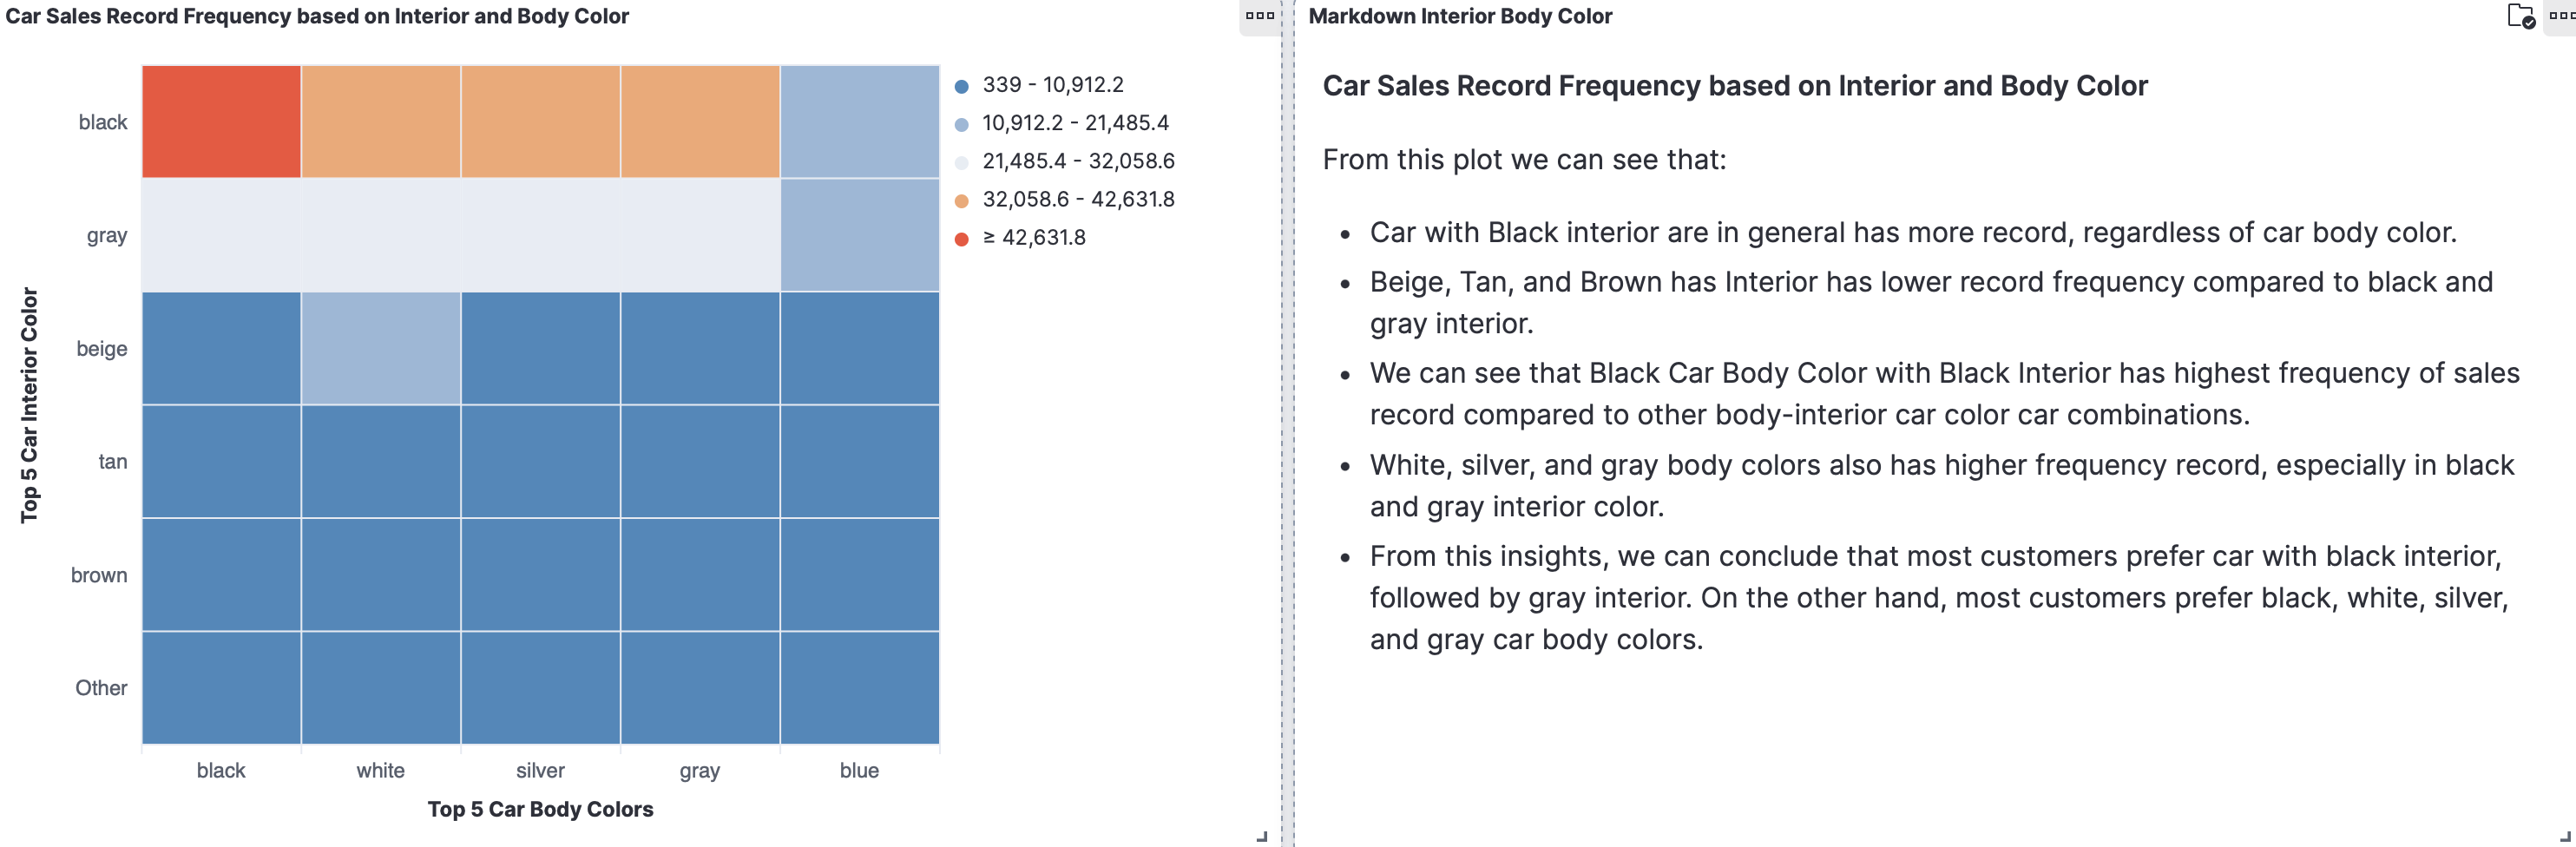 Car Sales Record Frequency based on Interior and Body Color
Top 5 Car Interior Color
black
gray
beige
tan
brown
Other
black
white
silver
gray
blue
Top 5 Car Body Colors
339 - 10,912.2
10,912.2 - 21,485.4
21,485.4 - 32,058.6
32,058.6 - 42,631.8
≥ 42,631.8
Markdown Interior Body Color
Car Sales Record Frequency based on Interior and Body Color
From this plot we can see that:
• Car with Black interior are in general has more record, regardless of car body color.
• Beige, Tan, and Brown has Interior has lower record frequency compared to black and
gray interior.
• We can see that Black Car Body Color with Black Interior has highest frequency of sales
record compared to other body-interior car color car combinations.
• White, silver, and gray body colors also has higher frequency record, especially in black
and gray interior color.
• From this insights, we can conclude that most customers prefer car with black interior,
followed by gray interior. On the other hand, most customers prefer black, white, silver,
and gray car body colors.